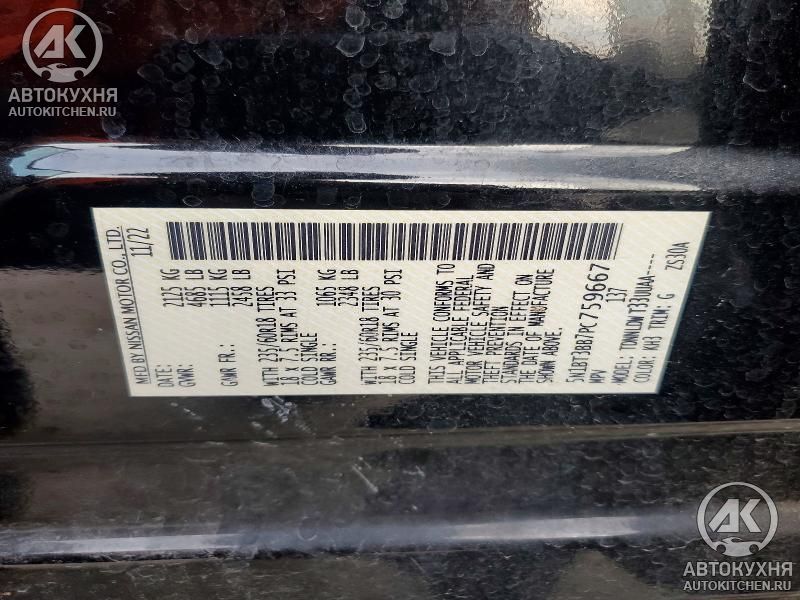 АВТОКУХНЯ
AUTOKITCHEN.RU
MFD BY NISSAN MOTOR CO., LTD.
DATE: 11/22
GVWR: 2125 KG
4685 LB
GAWR FR.: 1115 KG
2458 LB
WITH 235/60R18 TIRES
18 X 7.5 RIMS AT 33 PSI
COLD SINGLE
GAWR RR: 1065 KG
2348 LB
WITH 235/60R18 TIRES
18 X 7.5 RIMS AT 30 PSI
COLD SINGLE
THIS VEHICLE CONFORMS TO
ALL APPLICABLE FEDERAL
MOTOR VEHICLE SAFETY AND
THEFT PREVENTION
STANDARDS IN EFFECT ON
THE DATE OF MANUFACTURE
SHOWN ABOVE.
759667
MPV 137
MODEL:
COLOR: KH3 TRIM: G ZS30A
АВТОКУХНЯ
AUTOKITCHEN.RU